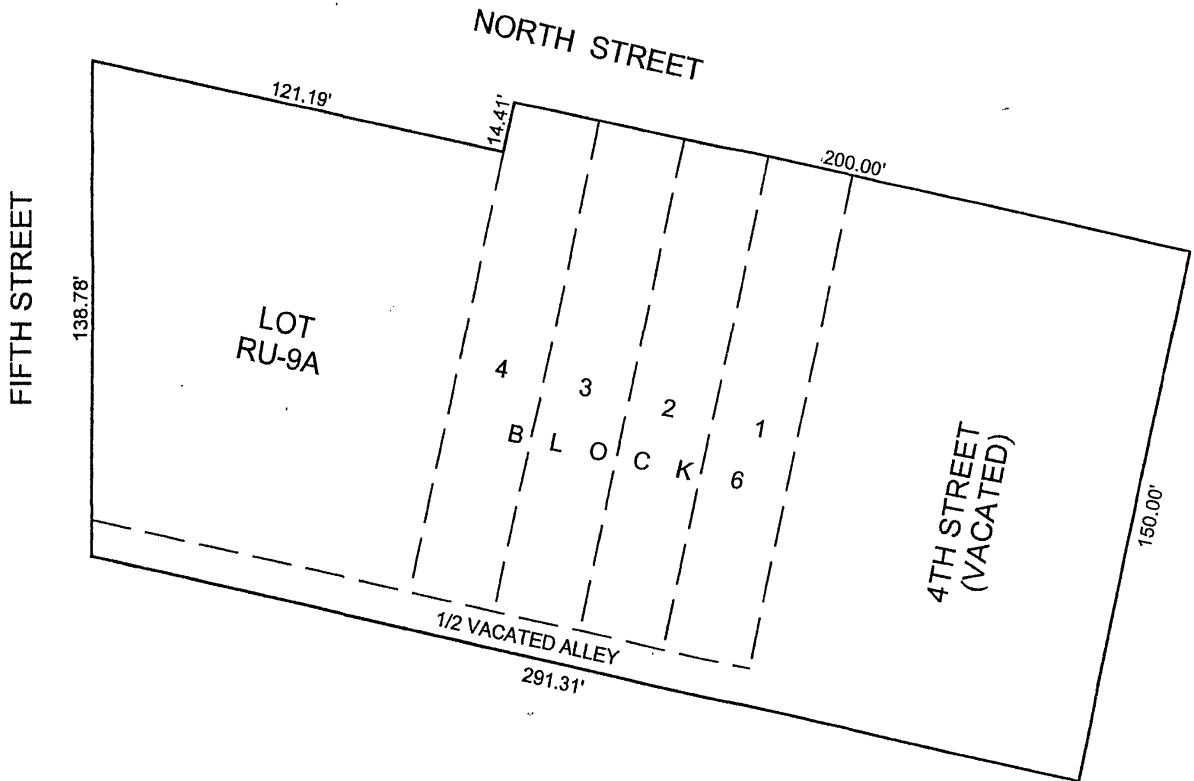 NORTH STREET
121.19'
14.41'
200.00'
FIFTH STREET
138.78'
LOT
RU-9A
4
3
2
1
B L O C K 6
4TH STREET
(VACATED)
150.00'
1/2 VACATED ALLEY
291.31'